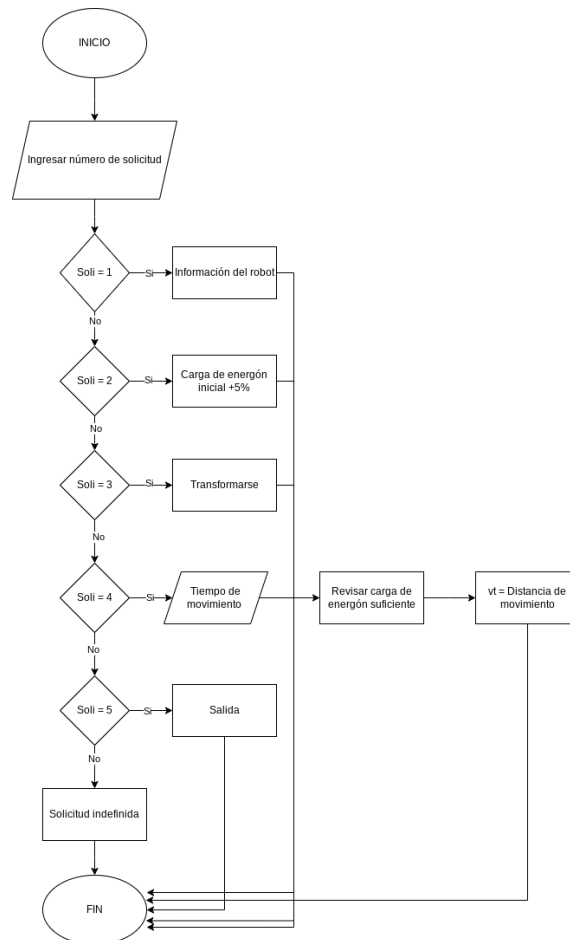 INICIO
Ingresar número de solicitud
Soli = 1
Si
Información del robot
No
Soli = 2
Si
Carga de energón
inicial +5%
No
Soli = 3
Si
Transformarse
No
Soli = 4
Si
Tiempo de
movimiento
Revisar carga de
energón suficiente
vt = Distancia de
movimiento
No
Soli = 5
Si
Salida
No
Solicitud indefinida
FIN